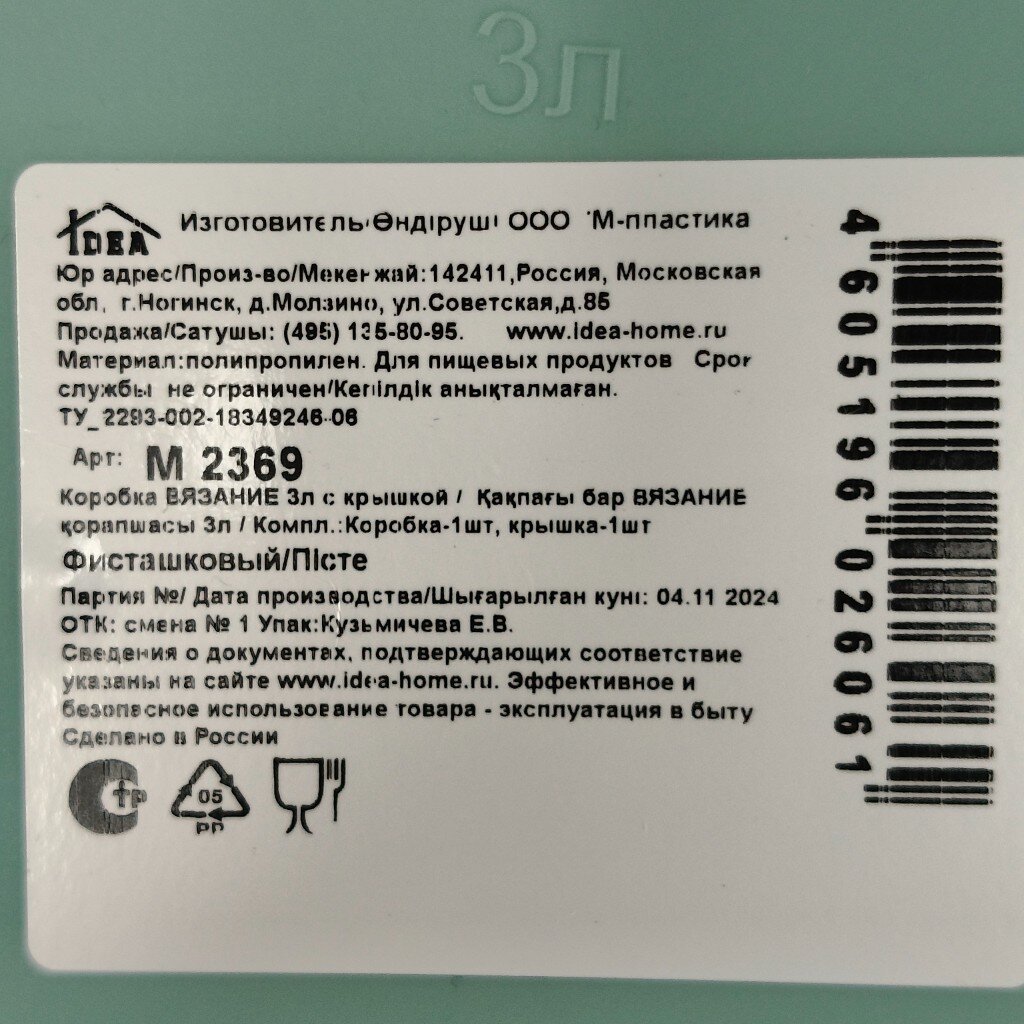 3л
IDEA
Изготовитель/Өндіруші ООО "М-пластика
Юр адрес/Произ-во/Мекенжай:142411,Россия, Московская
обл, г.Ногинск, д.Молзино, ул.Советская,д.85
Продажа/Сатушы: (495) 135-80-95. www.idea-home.ru
Материал:полипропилен. Для пищевых продуктов Срог
службы не ограничен/Кепілдік анықталмаған.
ТУ_2293-002-18349246-06
Арт: М 2369
Коробка ВЯЗАНИЕ 3л с крышкой / Қақпағы бар ВЯЗАНИЕ
қорапшасы 3л / Компл.:Коробка-1шт, крышка-1шт
Фисташковый/Пісте
Партия №/ Дата производства/Шығарылған күні: 04.11 2024
ОТК: смена № 1 Упак:Кузьмичева Е.В.
Сведения о документах, подтверждающих соответствие
указаны на сайте www.idea-home.ru. Эффективное и
безопасное использование товара - эксплуатация в быту
Сделано в России
СТР
05
PP
4 605196 026061